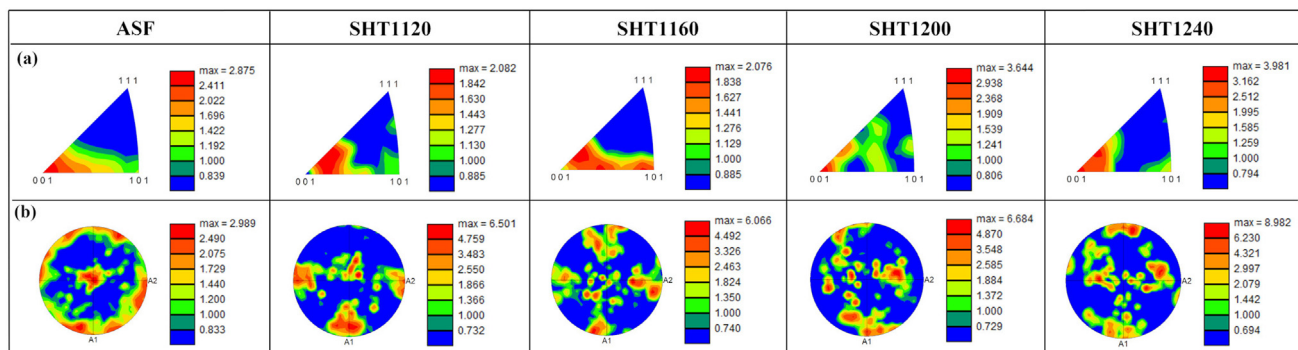 ASF SHT1120 SHT1160 SHT1200 SHT1240
(a)
max = 2.875
2.411
2.022
1.696
1.422
1.192
1.000
0.839
1 1 1
0 0 1
1 0 1
max = 2.082
1.842
1.630
1.443
1.277
1.130
1.000
0.885
1 1 1
0 0 1
1 0 1
max = 2.076
1.838
1.627
1.441
1.276
1.129
1.000
0.885
1 1 1
0 0 1
1 0 1
max = 3.644
2.938
2.368
1.909
1.539
1.241
1.000
0.806
1 1 1
0 0 1
1 0 1
max = 3.981
3.162
2.512
1.995
1.585
1.259
1.000
0.794
1 1 1
0 0 1
1 0 1
(b)
max = 2.989
2.490
2.075
1.729
1.440
1.200
1.000
0.833
A2
A1
max = 6.501
4.759
3.483
2.550
1.866
1.366
1.000
0.732
A2
A1
max = 6.066
4.492
3.326
2.463
1.824
1.350
1.000
0.740
A2
A1
max = 6.684
4.870
3.548
2.585
1.884
1.372
1.000
0.729
A2
A1
max = 8.982
6.230
4.321
2.997
2.079
1.442
1.000
0.694
A2
A1